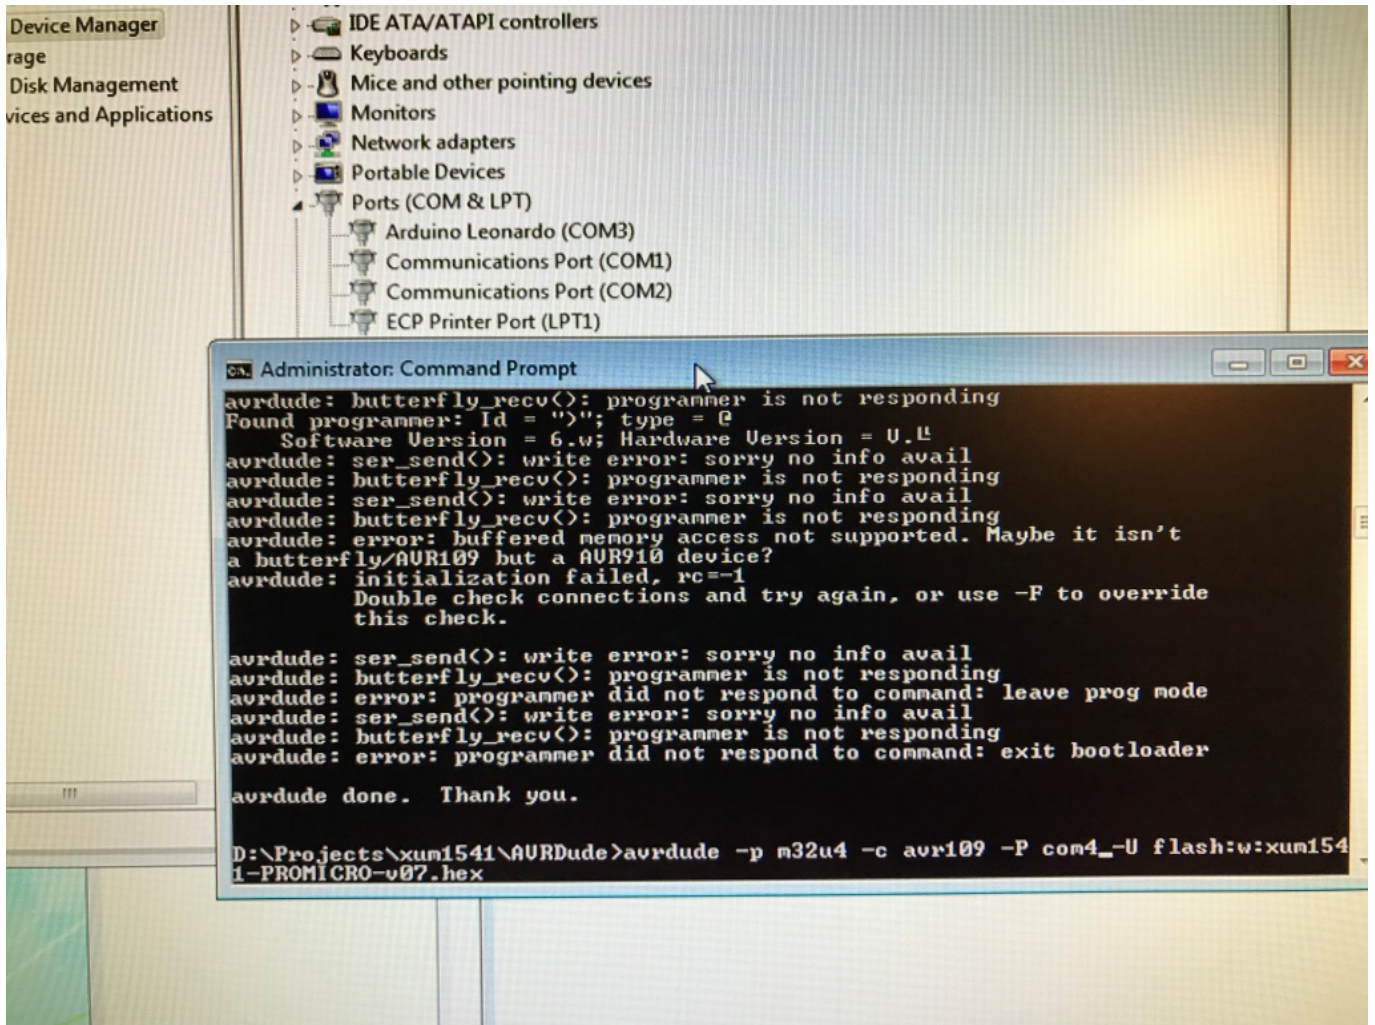 Device Manager
rage
Disk Management
vices and Applications
IDE ATA/ATAPI controllers
Keyboards
Mice and other pointing devices
Monitors
Network adapters
Portable Devices
Ports (COM & LPT)
Arduino Leonardo (COM3)
Communications Port (COM1)
Communications Port (COM2)
ECP Printer Port (LPT1)
Administrator: Command Prompt
avrdude: butterfly_recv(): programmer is not responding
Found programmer: Id = ")"; type = @
Software Version = 6.w; Hardware Version = V.
avrdude: ser_send(): write error: sorry no info avail
avrdude: butterfly_recv(): programmer is not responding
avrdude: ser_send(): write error: sorry no info avail
avrdude: butterfly_recv(): programmer is not responding
avrdude: error: buffered memory access not supported. Maybe it isn't
a butterfly/AVR109 but a AVR910 device?
avrdude: initialization failed, rc=-1
Double check connections and try again, or use -F to override
this check.
avrdude: ser_send(): write error: sorry no info avail
avrdude: butterfly_recv(): programmer is not responding
avrdude: error: programmer did not respond to command: leave prog mode
avrdude: ser_send(): write error: sorry no info avail
avrdude: butterfly_recv(): programmer is not responding
avrdude: error: programmer did not respond to command: exit bootloader
avrdude done.  Thank you.
D:\Projects\xum1541\AVRDude>avrdude -p m32u4 -c avr109 -P com4_-U flash:w:xum154
1-PROMICRO-v07.hex